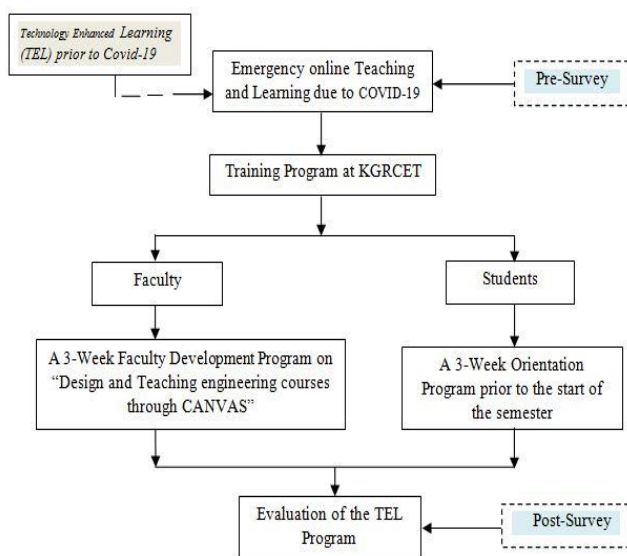 Technology Enhanced Learning
(TEL) prior to Covid-19
Emergency online Teaching
and Learning due to COVID-19
Pre-Survey
Training Program at KGRCET
Faculty
Students
A 3-Week Faculty Development Program on
“Design and Teaching engineering courses
through CANVAS”
A 3-Week Orientation
Program prior to the start of
the semester
Evaluation of the TEL
Program
Post-Survey